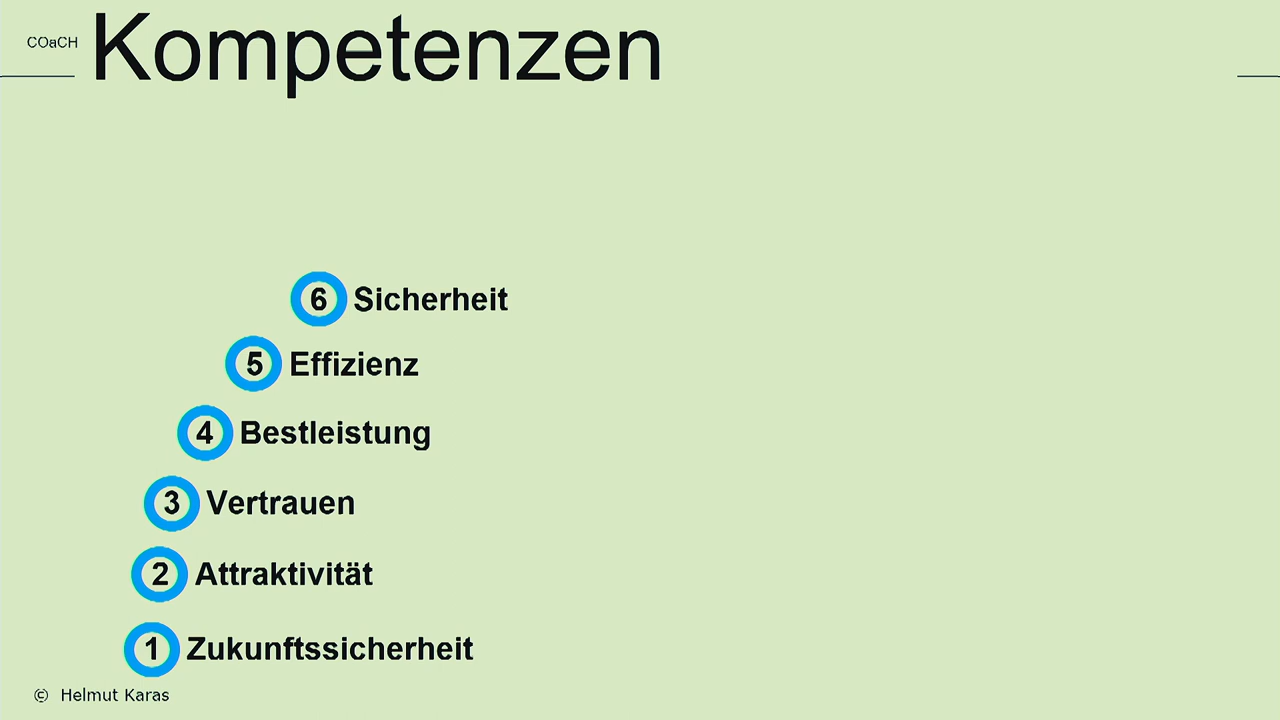 COaCH
Kompetenzen
6 Sicherheit
5 Effizienz
4 Bestleistung
3 Vertrauen
2 Attraktivität
1 Zukunftssicherheit
© Helmut Karas